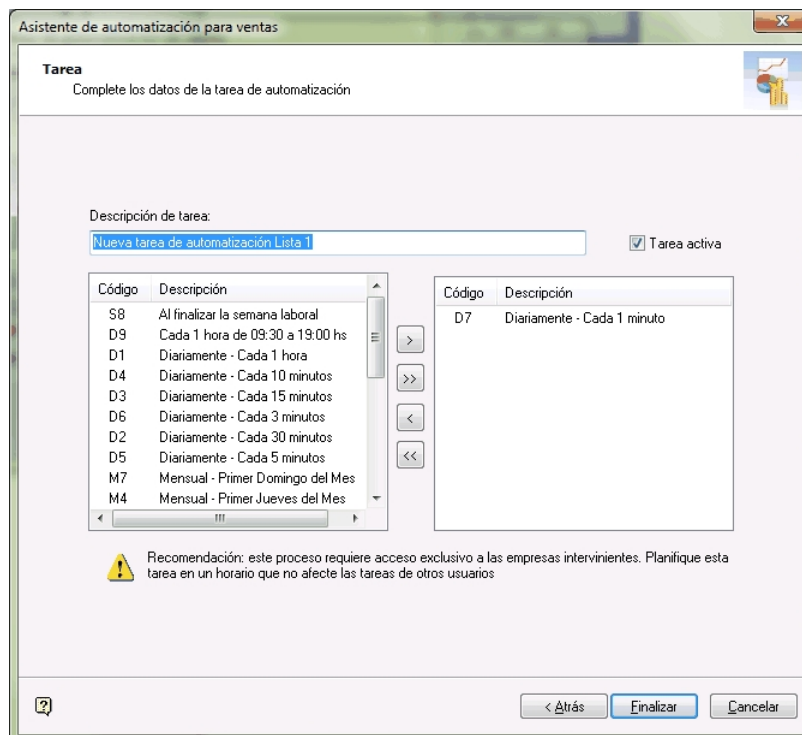 Asistente de automatización para ventas
Tarea
Complete los datos de la tarea de automatización
Descripción de tarea:
Nueva tarea de automatización Lista 1
Tarea activa
Código Descripción
S8 Al finalizar la semana laboral
D9 Cada 1 hora de 09:30 a 19:00 hs
D1 Diariamente - Cada 1 hora
D4 Diariamente - Cada 10 minutos
D3 Diariamente - Cada 15 minutos
D6 Diariamente - Cada 3 minutos
D2 Diariamente - Cada 30 minutos
D5 Diariamente - Cada 5 minutos
M7 Mensual - Primer Domingo del Mes
M4 Mensual - Primer Jueves del Mes
>
>>
<
<<
Código Descripción
D7 Diariamente - Cada 1 minuto
Recomendación: este proceso requiere acceso exclusivo a las empresas intervinientes. Planifique esta
tarea en un horario que no afecte las tareas de otros usuarios
< Atrás Finalizar Cancelar